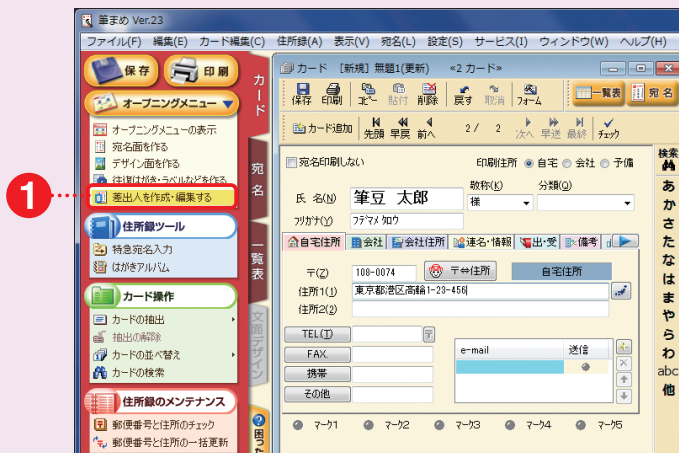 筆まめ Ver.23
ファイル(F) 編集(E) カード編集(C) 住所録(A) 表示(V) 宛名(L) 設定(S) サービス(I) ウィンドウ(W) ヘルプ(H)
保存 印刷
オープニングメニュー
オープニングメニューの表示
宛名面を作る
デザイン面を作る
往復はがき・ラベルなどを作る
1 差出人を作成・編集する
住所録ツール
特急宛名入力
はがきアルバム
カード操作
カードの抽出
抽出の解除
カードの並べ替え
カードの検索
住所録のメンテナンス
郵便番号と住所のチェック
郵便番号と住所の一括更新
カード
宛名
一覧表
文面デザイン
困った
カード [新規] 無題1(更新) «2 カード»
保存 印刷 コピー 貼付 削除 戻す 取消 フォーム 一覧表 宛名
カード追加 先頭 早戻 前へ 2 / 2 次へ 早送 最終 チェック
宛名印刷しない 印刷住所 自宅 会社 予備
敬称(K) 分類(Q)
氏 名(N) 筆豆 太郎 様
フリガナ(Y) フデマメ タロウ
自宅住所 会社 会社住所 連名・情報 出・受 備考
〒(Z) 108-0074 〒⇔住所 自宅住所
住所1(1) 東京都港区高輪1-23-456
住所2(2)
TEL(T) 〒
FAX
携帯
その他
e-mail 送信
マーク1 マーク2 マーク3 マーク4 マーク5
検索
あ
か
さ
た
な
は
ま
や
ら
わ
abc
他